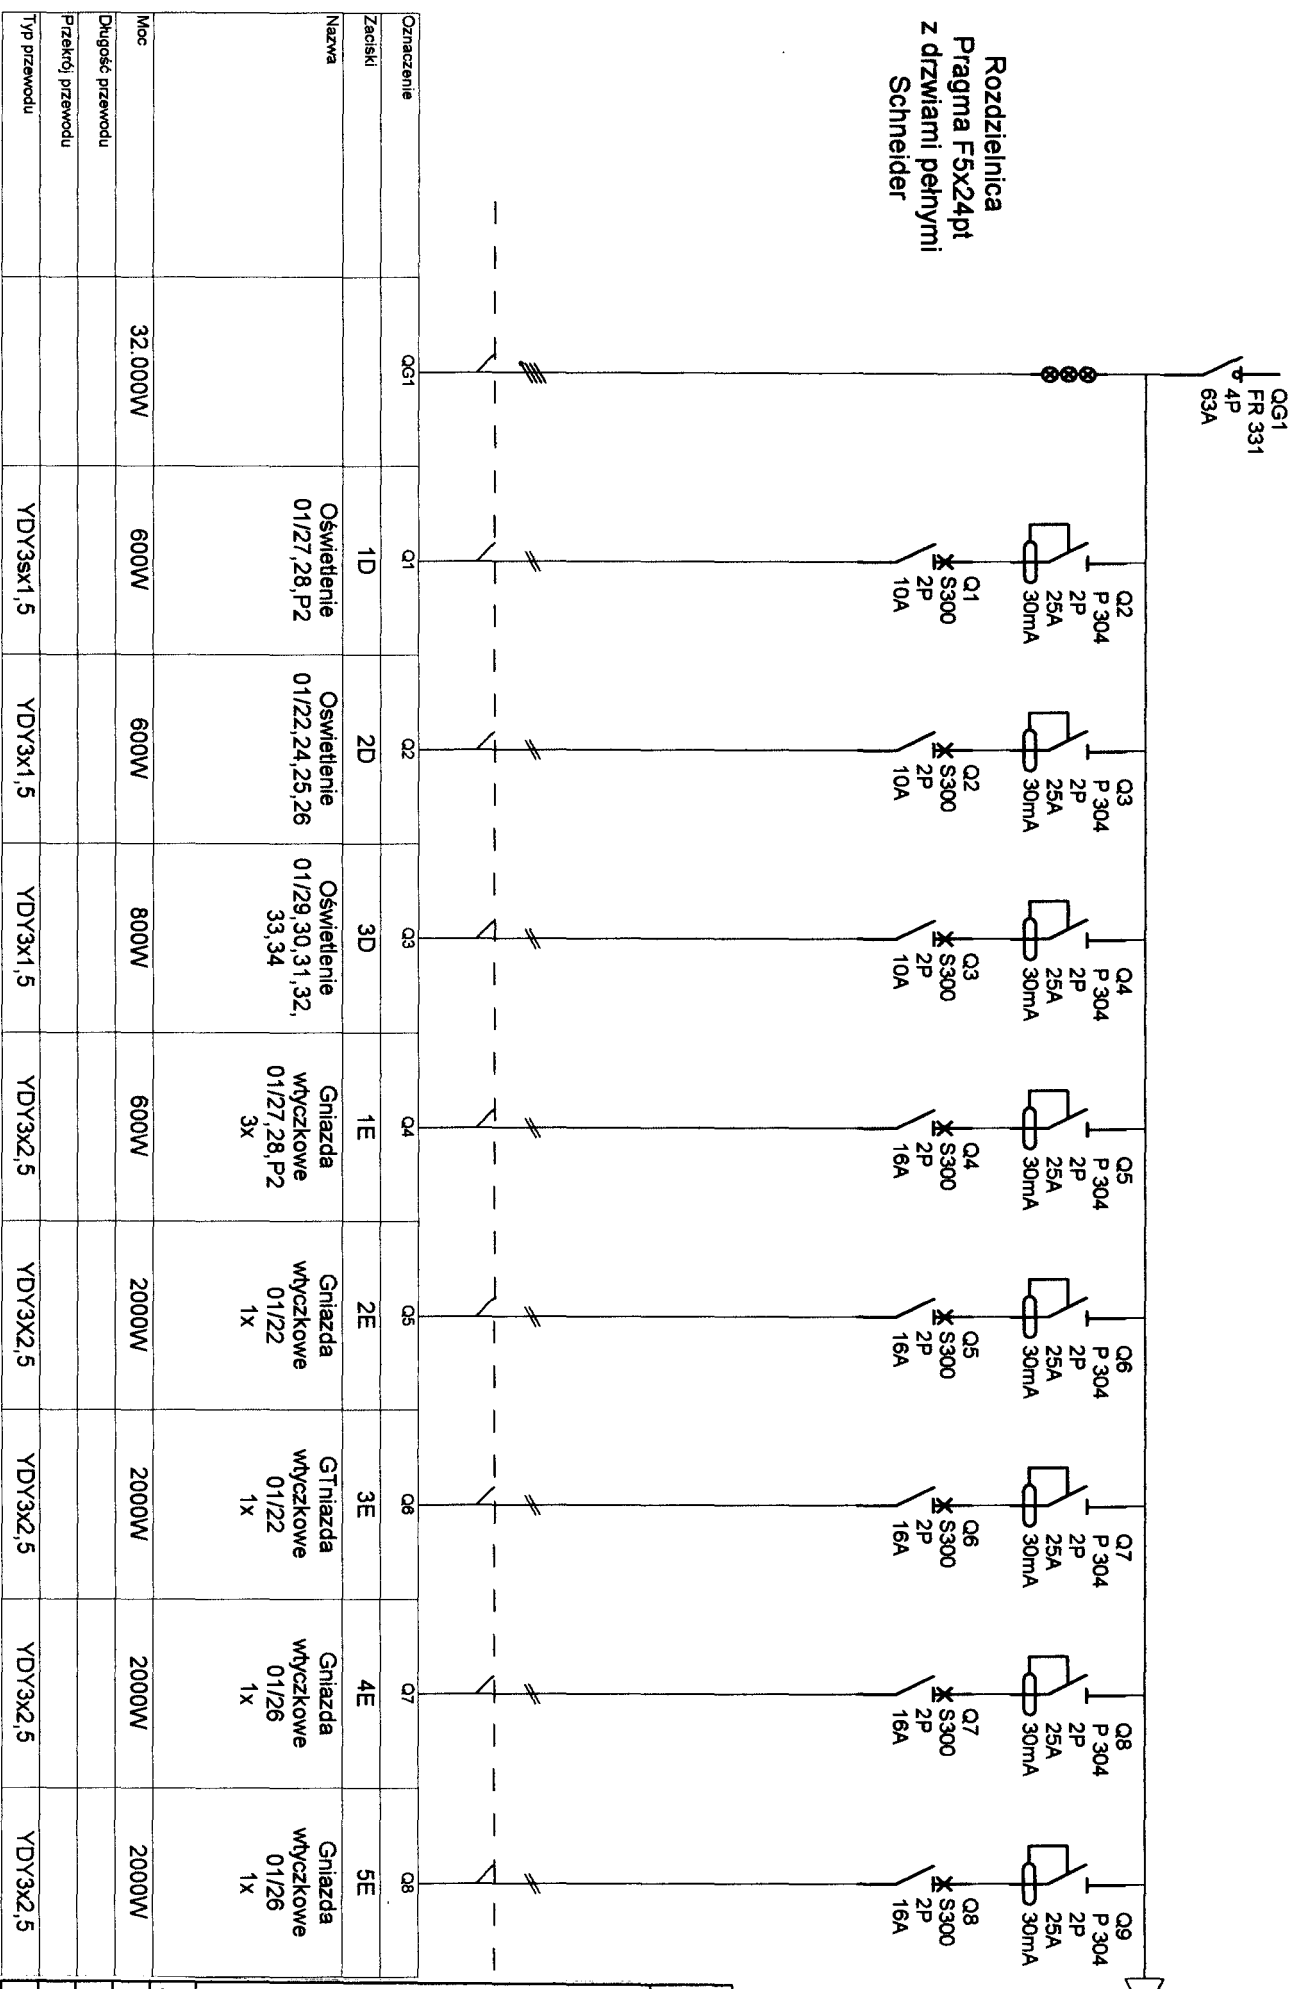 Rozdzielnica
Pragma F5x24pt
z drzwiami pełnymi
Schneider
QG1
FR 331
4P
63A
Q2
P 304
2P
25A
30mA
Q3
P 304
2P
25A
30mA
Q4
P 304
2P
25A
30mA
Q5
P 304
2P
25A
30mA
Q6
P 304
2P
25A
30mA
Q7
P 304
2P
25A
30mA
Q8
P 304
2P
25A
30mA
Q9
P 304
2P
25A
30mA
Q1
S300
2P
10A
Q2
S300
2P
10A
Q3
S300
2P
10A
Q4
S300
2P
16A
Q5
S300
2P
16A
Q6
S300
2P
16A
Q7
S300
2P
16A
Q8
S300
2P
16A
Oznaczenie QG1 Q1 Q2 Q3 Q4 Q5 Q6 Q7 Q8
Zaciski 1D 2D 3D 1E 2E 3E 4E 5E
Nazwa
Oświetlenie
01/27,28,P2
Oswietlenie
01/22,24,25,26
Oświetlenie
01/29,30,31,32,
33,34
Gniazda
wtyczkowe
01/27,28,P2
3x
Gniazda
wtyczkowe
01/22
1x
GTniazda
wtyczkowe
01/22
1x
Gniazda
wtyczkowe
01/26
1x
Gniazda
wtyczkowe
01/26
1x
Moc 32.000W 600W 600W 800W 600W 2000W 2000W 2000W 2000W
Długość przewodu
Przekrój przewodu
Typ przewodu YDY3sx1,5 YDY3x1,5 YDY3x1,5 YDY3x2,5 YDY3X2,5 YDY3x2,5 YDY3x2,5 YDY3x2,5